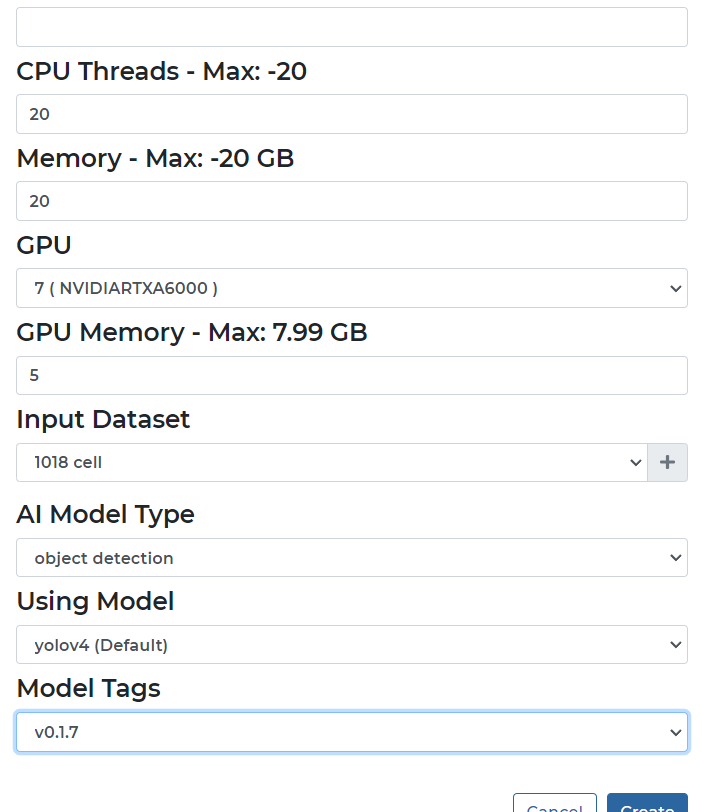 CPU Threads - Max: -20
20
Memory - Max: -20 GB
20
GPU
7 ( NVIDIARTXA6000 )
GPU Memory - Max: 7.99 GB
5
Input Dataset
1018 cell
+
AI Model Type
object detection
Using Model
yolov4 (Default)
Model Tags
v0.1.7
Cancel Create